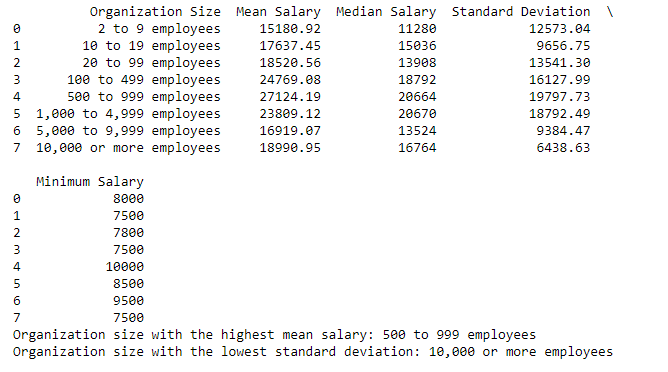 Organization Size Mean Salary Median Salary Standard Deviation \
0 2 to 9 employees 15180.92 11280 12573.04
1 10 to 19 employees 17637.45 15036 9656.75
2 20 to 99 employees 18520.56 13908 13541.30
3 100 to 499 employees 24769.08 18792 16127.99
4 500 to 999 employees 27124.19 20664 19797.73
5 1,000 to 4,999 employees 23809.12 20670 18792.49
6 5,000 to 9,999 employees 16919.07 13524 9384.47
7 10,000 or more employees 18990.95 16764 6438.63
Minimum Salary
0 8000
1 7500
2 7800
3 7500
4 10000
5 8500
6 9500
7 7500
Organization size with the highest mean salary: 500 to 999 employees
Organization size with the lowest standard deviation: 10,000 or more employees